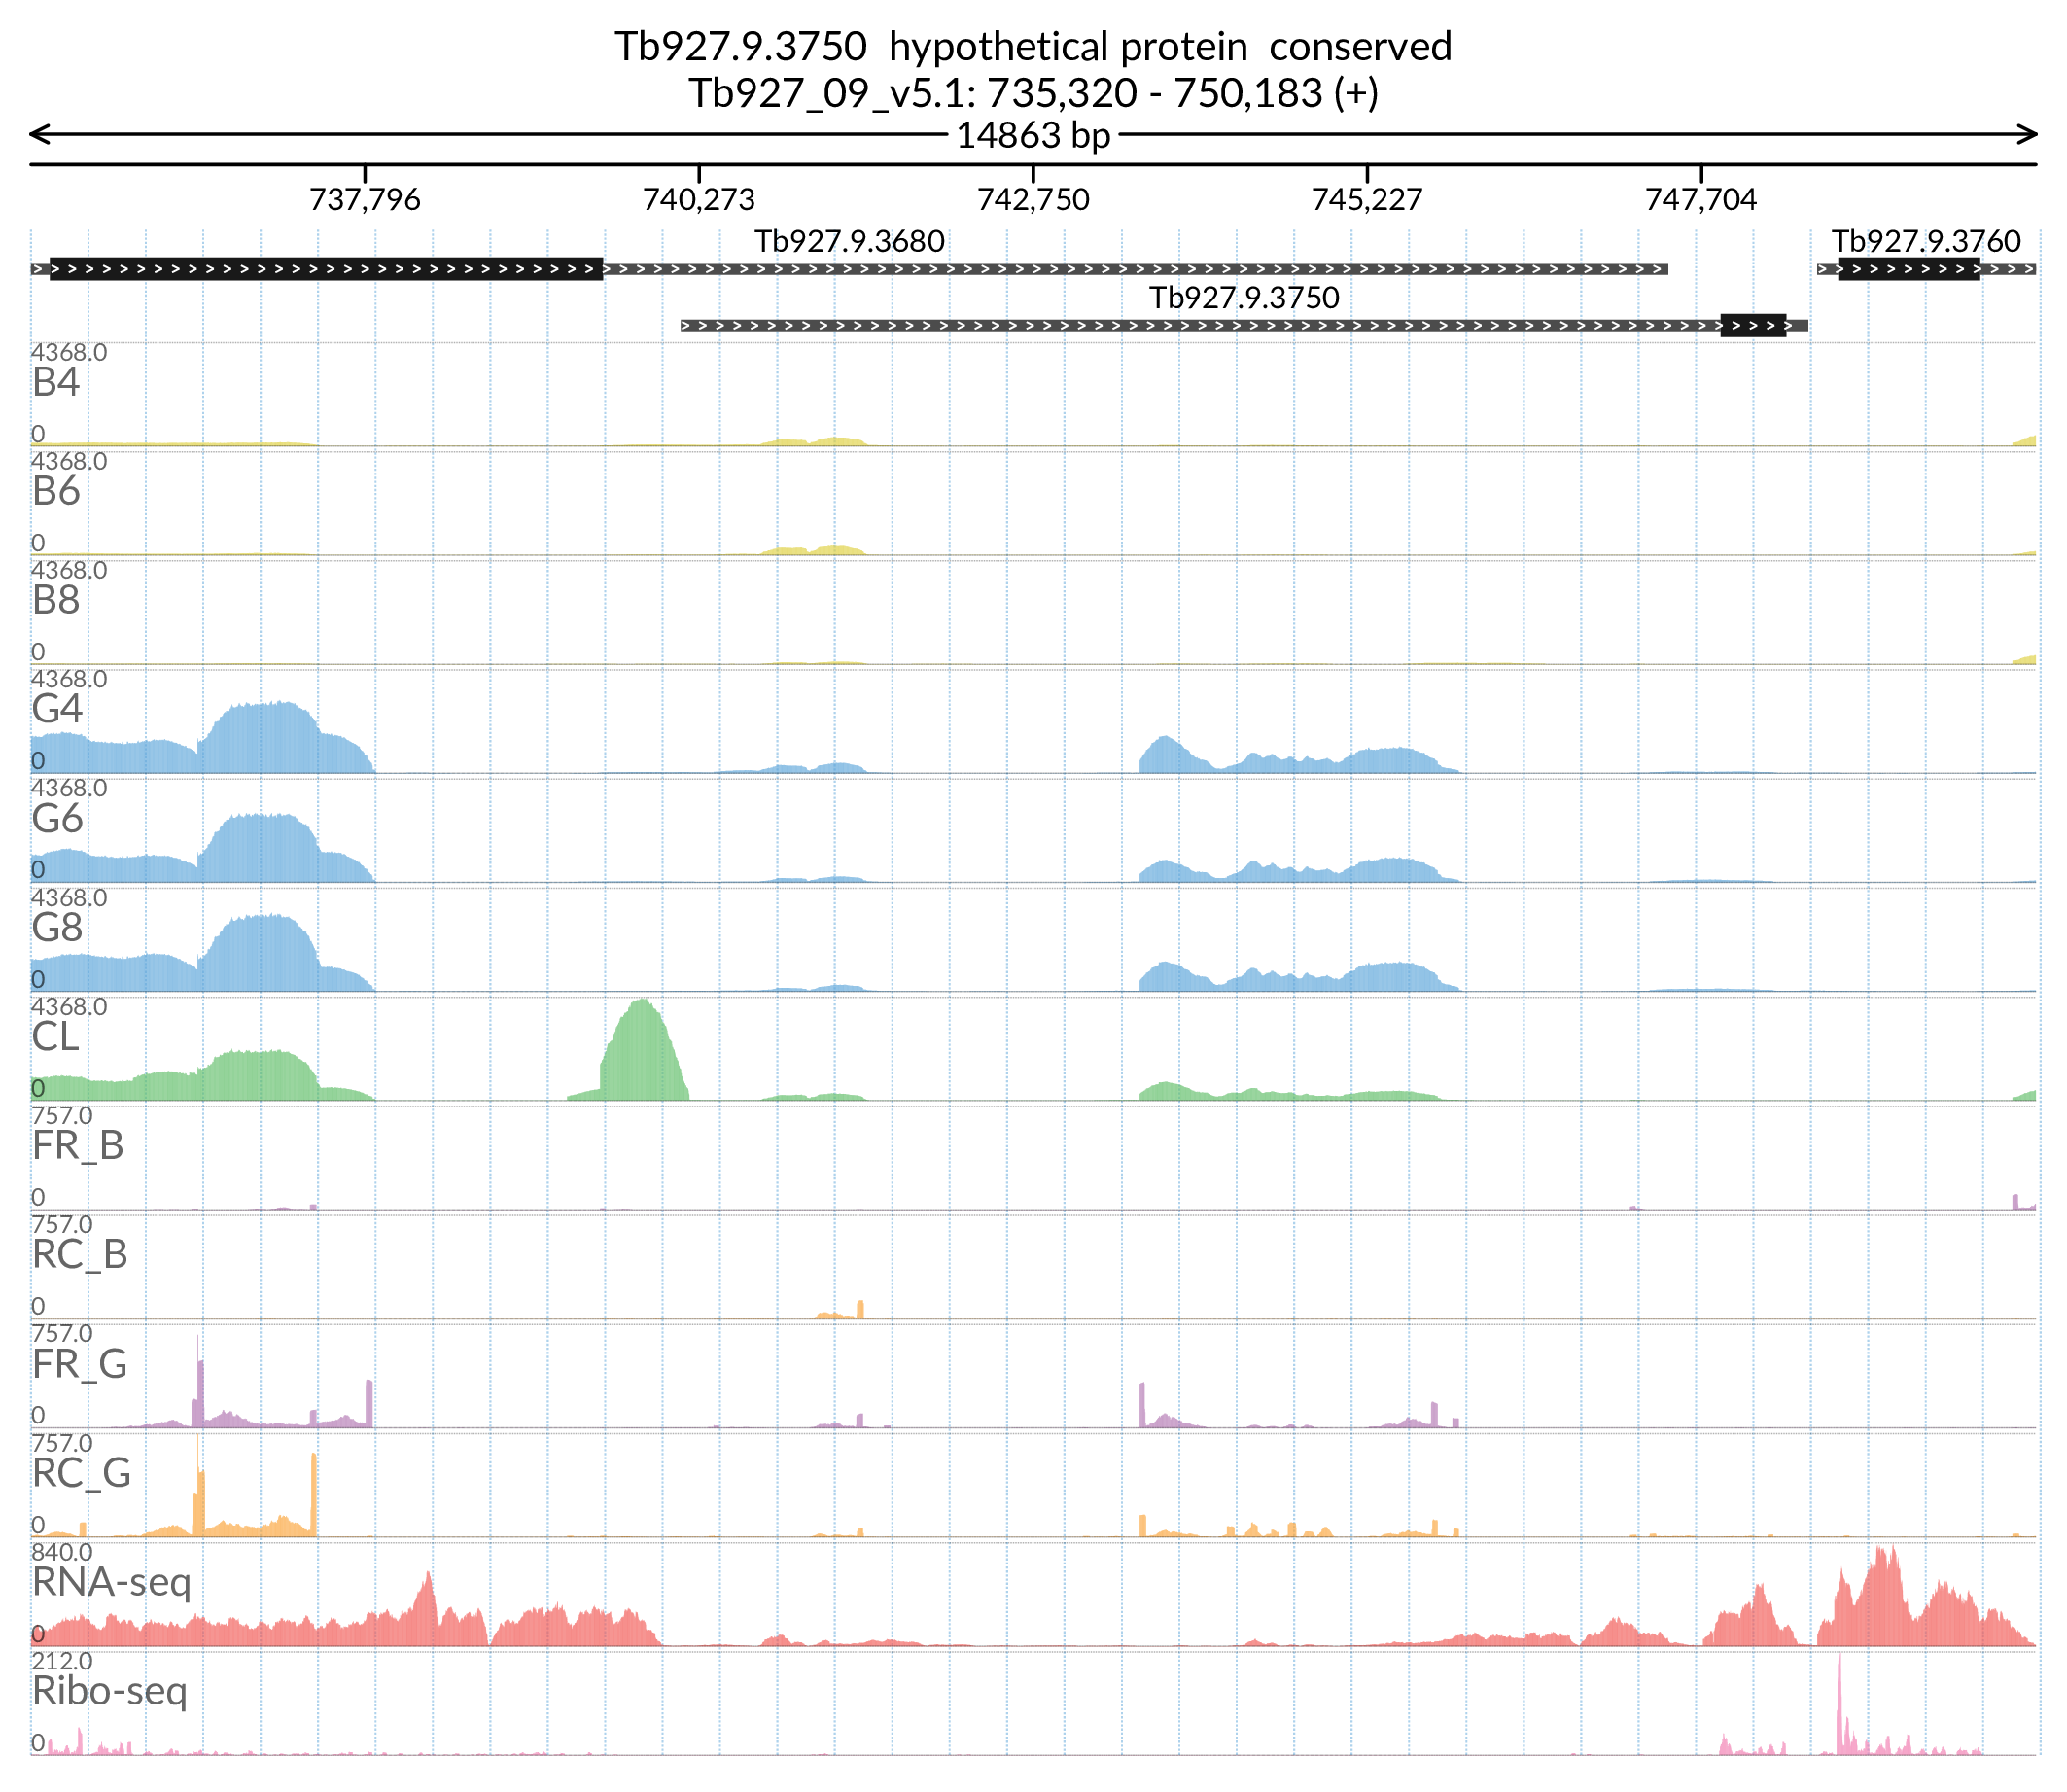 Tb927.9.3750 hypothetical protein conserved
Tb927_09_v5.1: 735,320 - 750,183 (+)
14863 bp
737,796 740,273 742,750 745,227 747,704
Tb927.9.3680 Tb927.9.3760
Tb927.9.3750
4368.0
B4
0
4368.0
B6
0
4368.0
B8
0
4368.0
G4
0
4368.0
G6
0
4368.0
G8
0
4368.0
CL
0
757.0
FR_B
0
757.0
RC_B
0
757.0
FR_G
0
757.0
RC_G
0
840.0
RNA-seq
0
212.0
Ribo-seq
0